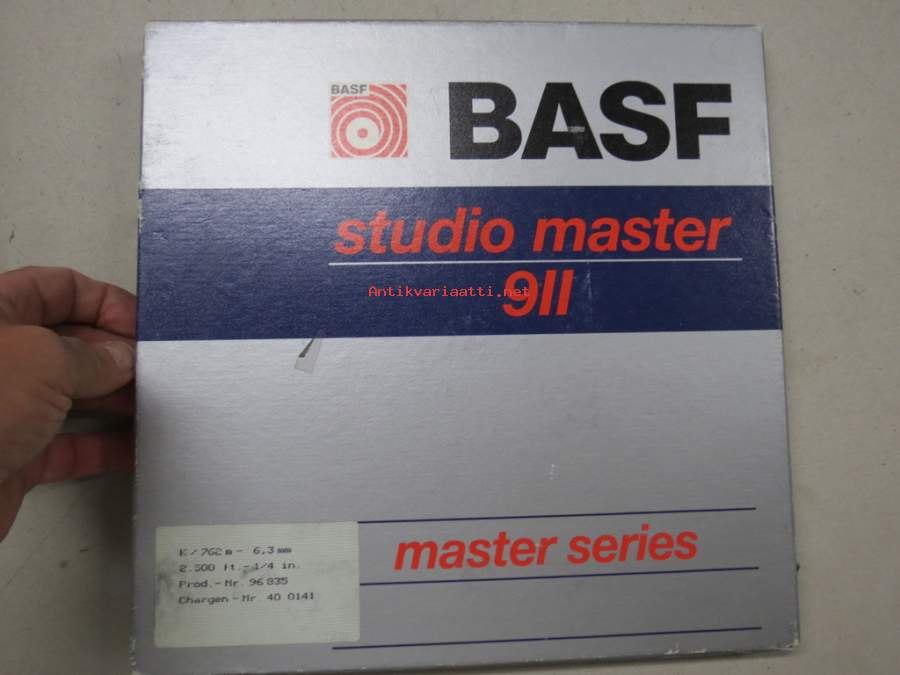 BASF
BASF
studio master
911
Antikvariaatti.net
master series
K/762 m - 6,3 mm
2.500 ft. - 1/4 in.
Prod.-Nr. 96 835
Chargen-Nr. 40 0141